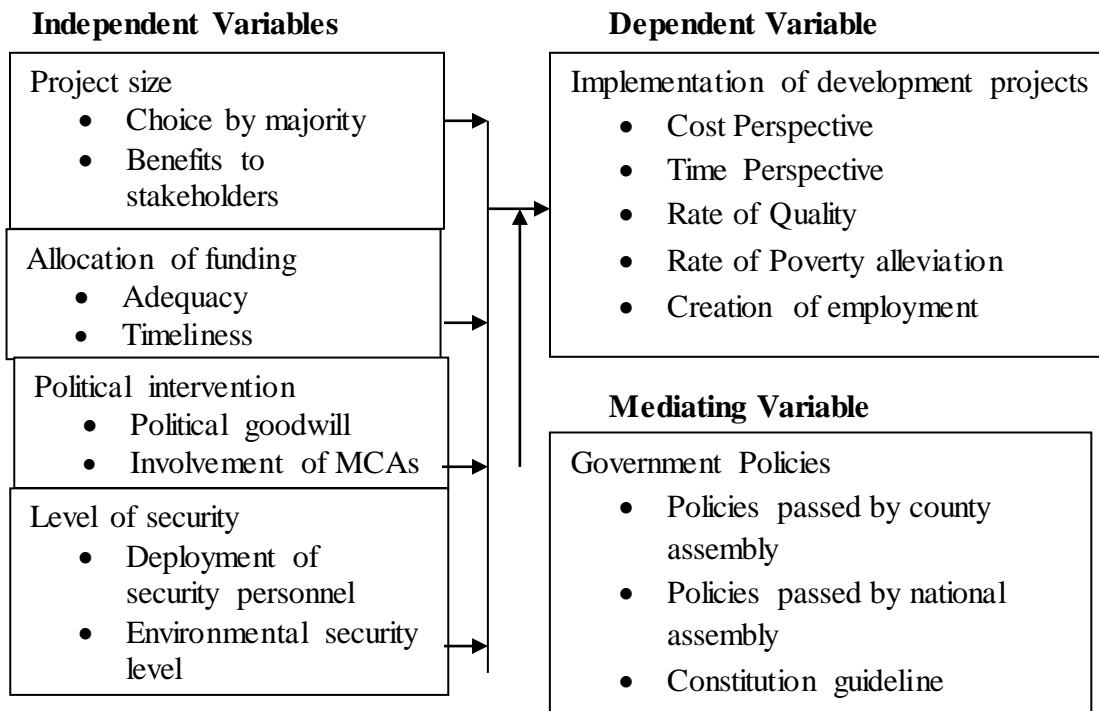 Independent Variables
Project size
• Choice by majority
• Benefits to
stakeholders
Allocation of funding
• Adequacy
• Timeliness
Political intervention
• Political goodwill
• Involvement of MCAs
Level of security
• Deployment of
security personnel
• Environmental security
level
Dependent Variable
Implementation of development projects
• Cost Perspective
• Time Perspective
• Rate of Quality
• Rate of Poverty alleviation
• Creation of employment
Mediating Variable
Government Policies
• Policies passed by county
assembly
• Policies passed by national
assembly
• Constitution guideline